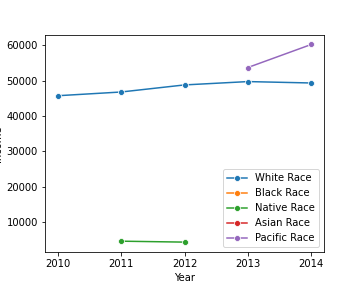 60000
50000
40000
30000
20000
10000
2010
2011
2012
2013
2014
Year
White Race
Black Race
Native Race
Asian Race
Pacific Race